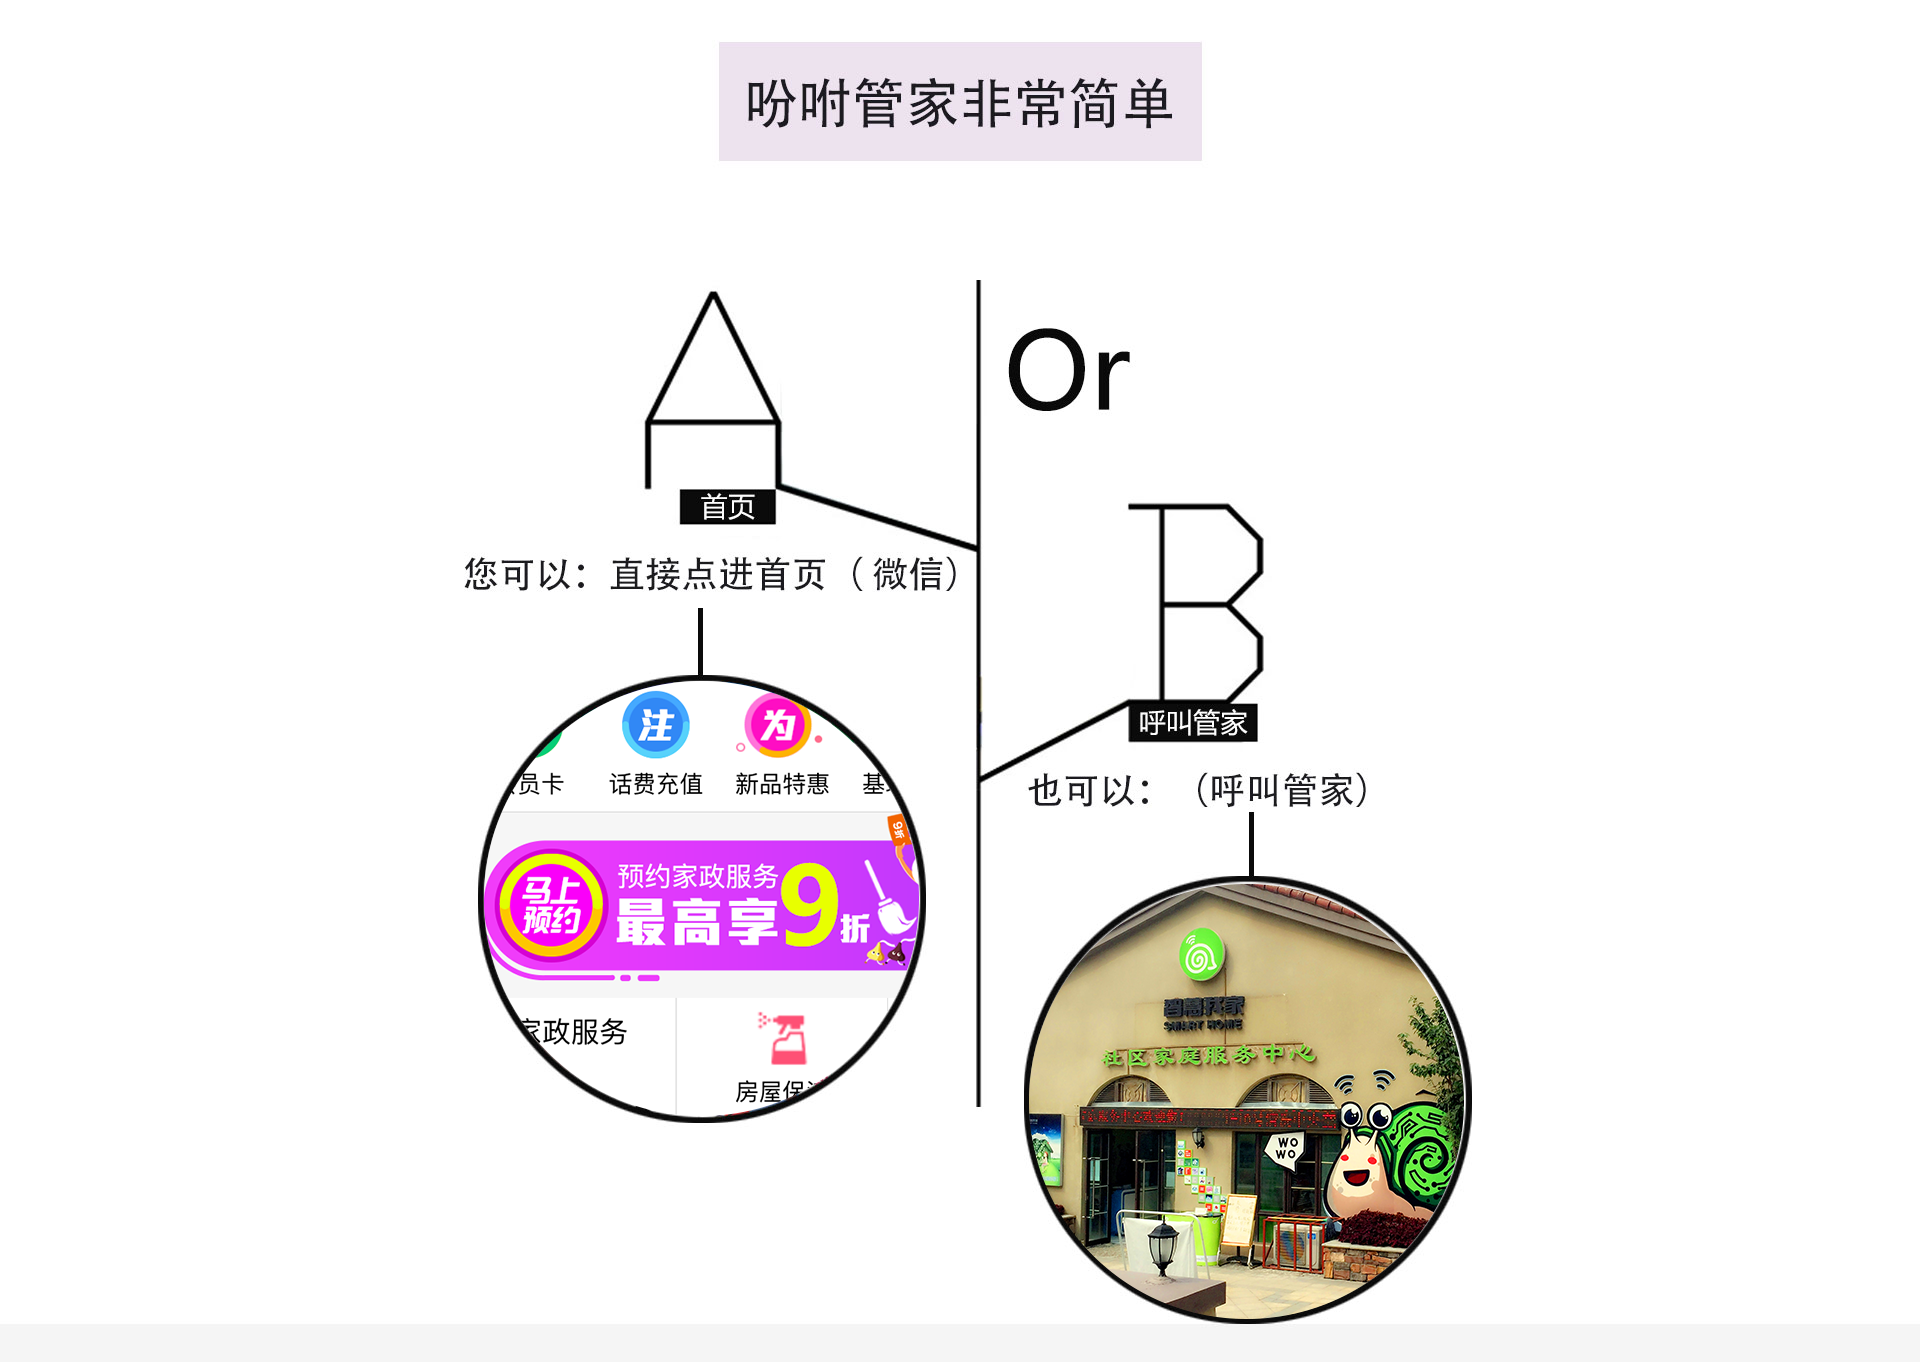 吩咐管家非常简单
A
Or
首页
您可以：直接点进首页（微信）
B
呼叫管家
也可以：（呼叫管家）
注
为
员卡
话费充值
新品特惠
基
9折
马上
预约
预约家政服务
最高享9折
家政服务
房屋保洁
智慧我家
SMART HOME
社区家庭服务中心
WO
WO